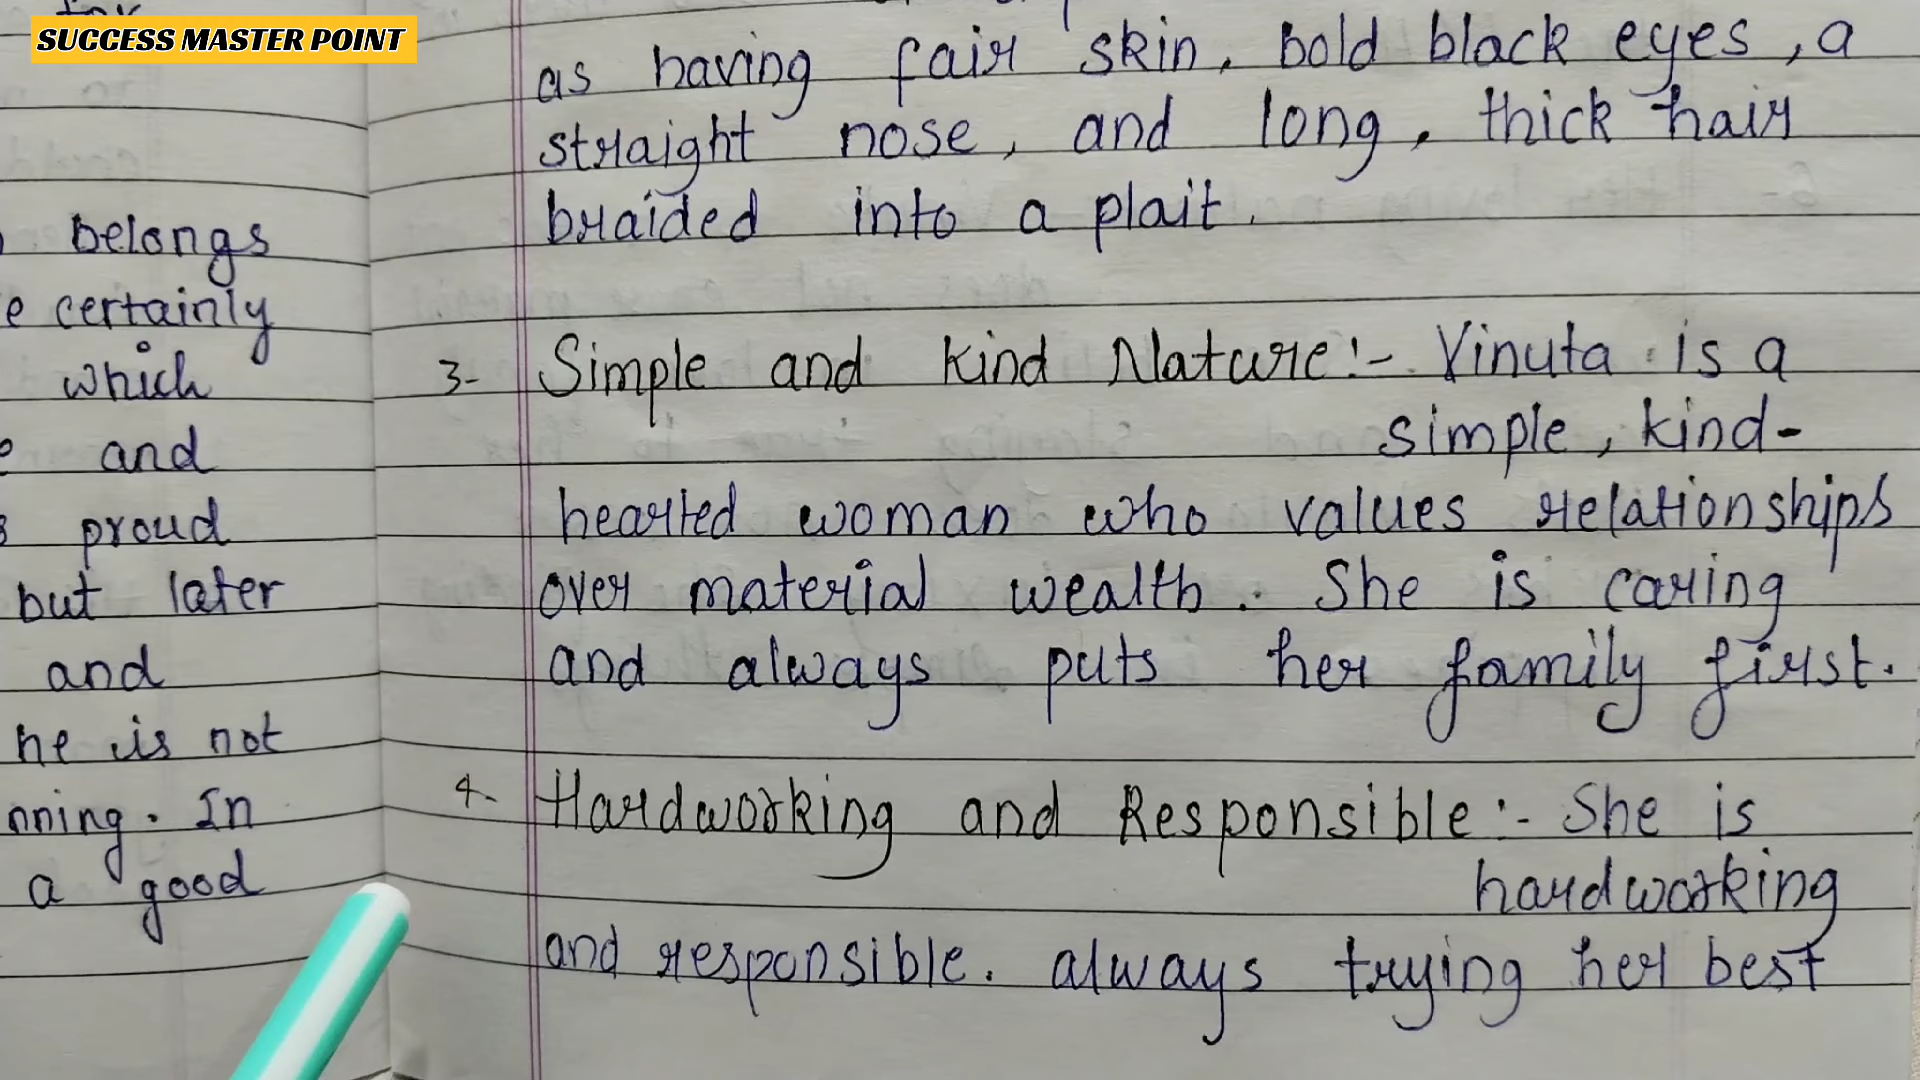 SUCCESS MASTER POINT
belongs
e certainly
which
and
proud
but later
and
he is not
nning. In
a good
as having fair skin, bold black eyes, a
straight nose, and long, thick hair
braided into a plait.
3- Simple and Kind Nature:- Vinuta is a
simple, kind-
hearted woman who values relationships
over material wealth. She is caring
and always puts her family first.
4- Hardworking and Responsible:- She is
hardworking
and responsible. always trying her best